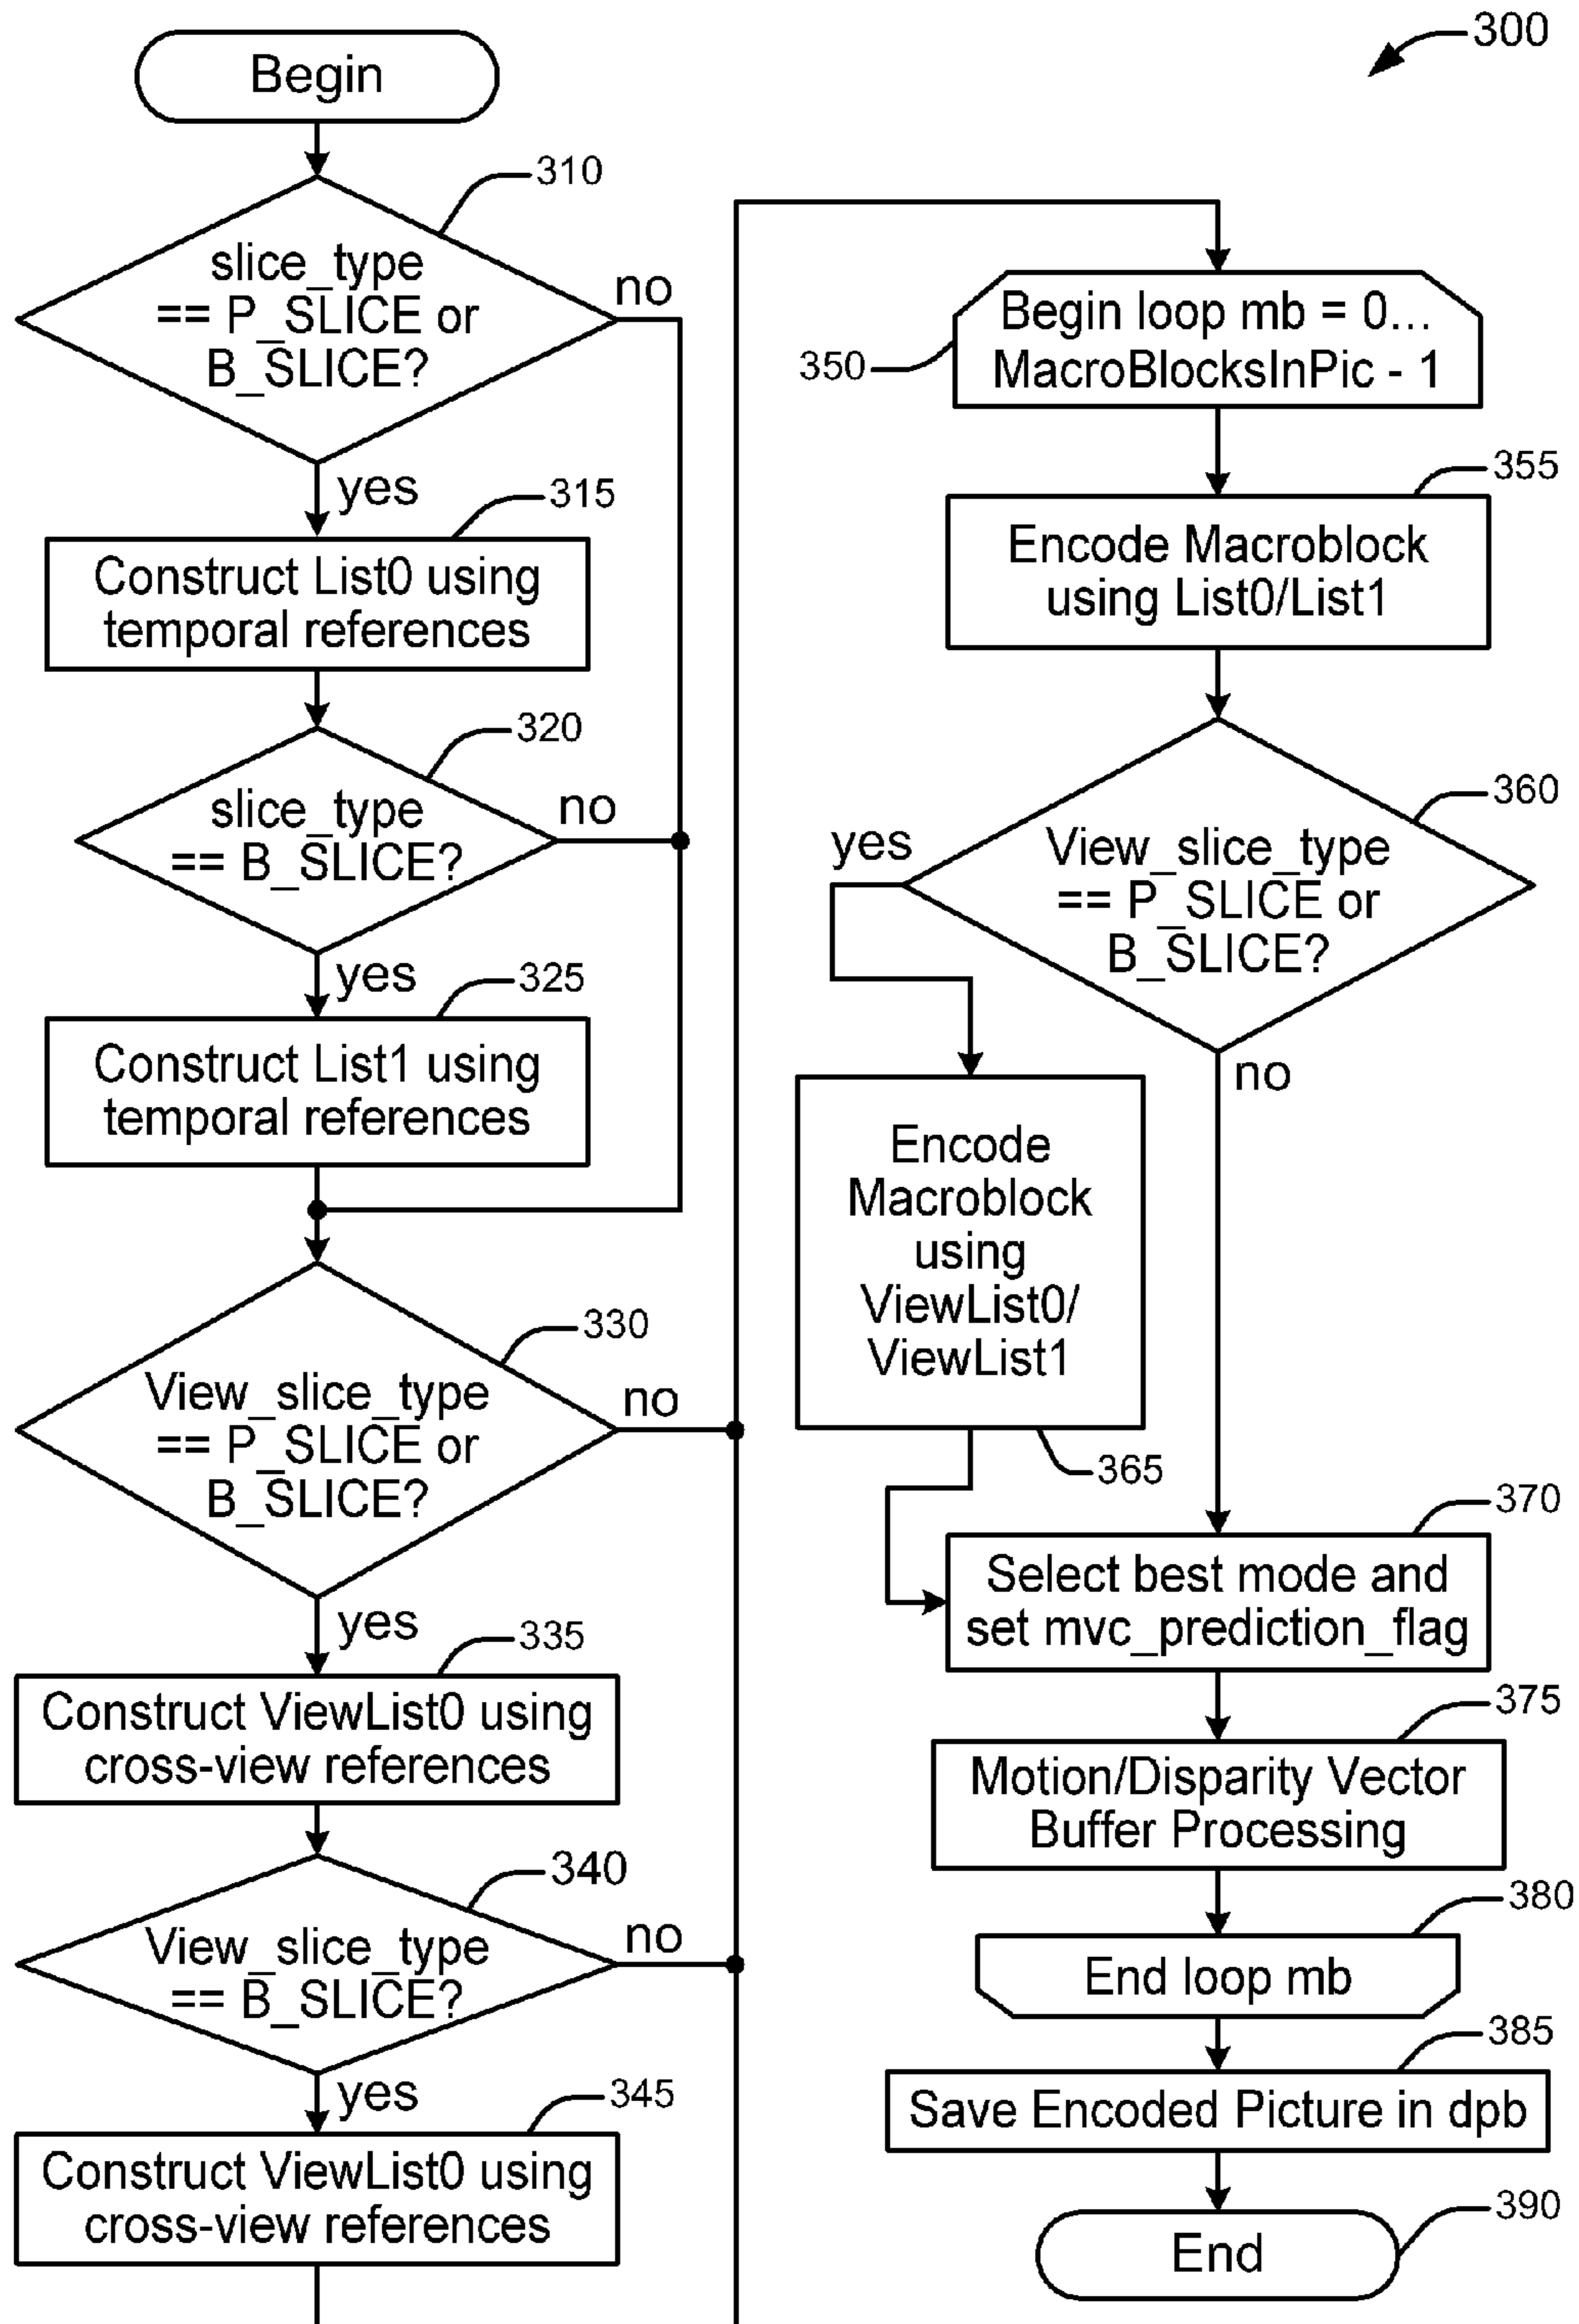 300
Begin
310
slice_type
== P_SLICE or
B_SLICE?
no
yes
315
Construct List0 using
temporal references
320
slice_type
== B_SLICE?
no
yes
325
Construct List1 using
temporal references
330
View_slice_type
== P_SLICE or
B_SLICE?
no
yes
335
Construct ViewList0 using
cross-view references
340
View_slice_type
== B_SLICE?
no
yes
345
Construct ViewList0 using
cross-view references
350
Begin loop mb = 0...
MacroBlocksInPic - 1
355
Encode Macroblock
using List0/List1
360
View_slice_type
== P_SLICE or
B_SLICE?
yes
no
Encode
Macroblock
using
ViewList0/
ViewList1
365
370
Select best mode and
set mvc_prediction_flag
375
Motion/Disparity Vector
Buffer Processing
380
End loop mb
385
Save Encoded Picture in dpb
390
End